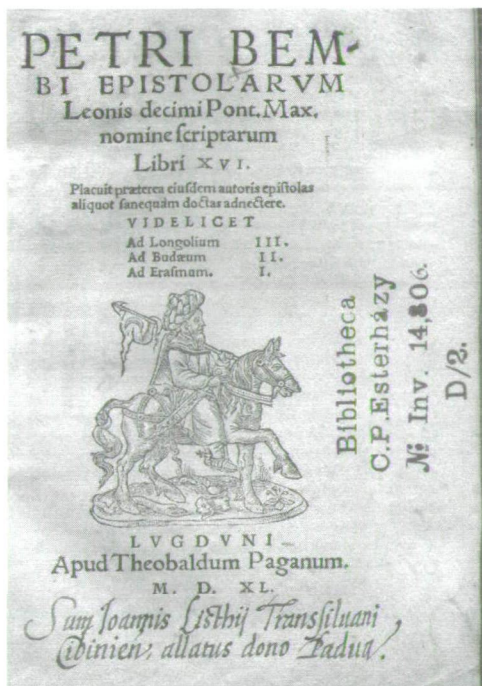 PETRI BEM-
BI EPISTOLARVM
Leonis decimi Pont. Max.
nomine ſcriptarum
Libri XVI.
Placuit præterea eiuſdem autoris epiſtolas
aliquot ſanequàm doctas adnectere.
VIDELICET
Ad Longolium III.
Ad Budæum II.
Ad Eraſmum. I.
LVGDVNI
Apud Theobaldum Paganum.
M. D. XL.
Sum Joannis Listhij Transiluani
Cibinien, allatus dono Padua.
Bibliotheca
C.P.Esterházy
№ Inv. 14,806.
D/2.